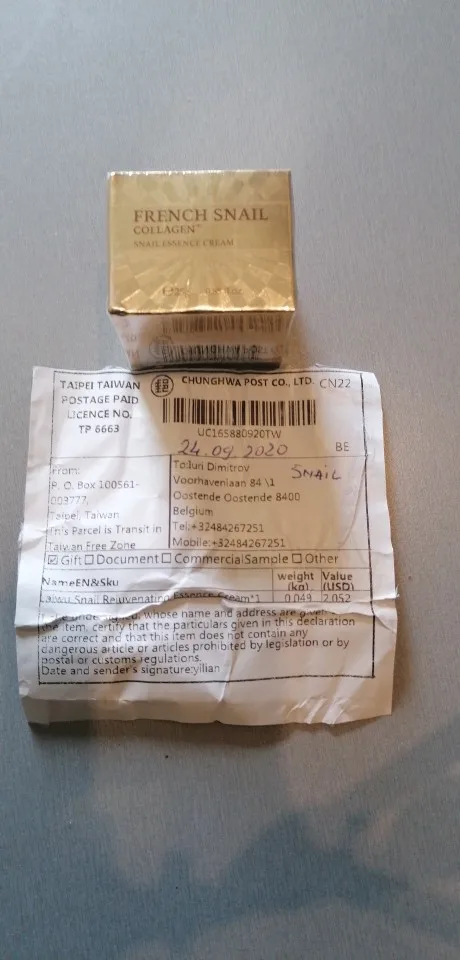 FRENCH SNAIL
COLLAGEN™
SNAIL ESSENCE CREAM
TAIPEI TAIWAN
POSTAGE PAID
LICENCE NO.
TP 6663
CHUNGHWA POST CO., LTD. CN22
UC165880920TW
24.09.2020
BE
SNAIL
From:
P. O. Box 100561-
003777,
Taipei, Taiwan
This Parcel is Transit in
Taiwan Free Zone
To:Iuri Dimitrov
Voorhavenlaan 84 \1
Oostende Oostende 8400
Belgium
Tel:+32484267251
Mobile:+32484267251
Gift Document CommercialSample Other
NameEN&Sku weight (kg) Value (USD)
Snail Rejuvenating Essence Cream*1 0.049 2.052
whose name and address are given
the item, certify that the particulars given in this declaration
are correct and that this item does not contain any
dangerous article or articles prohibited by legislation or by
postal or customs regulations.
Date and sender's signature:yilian